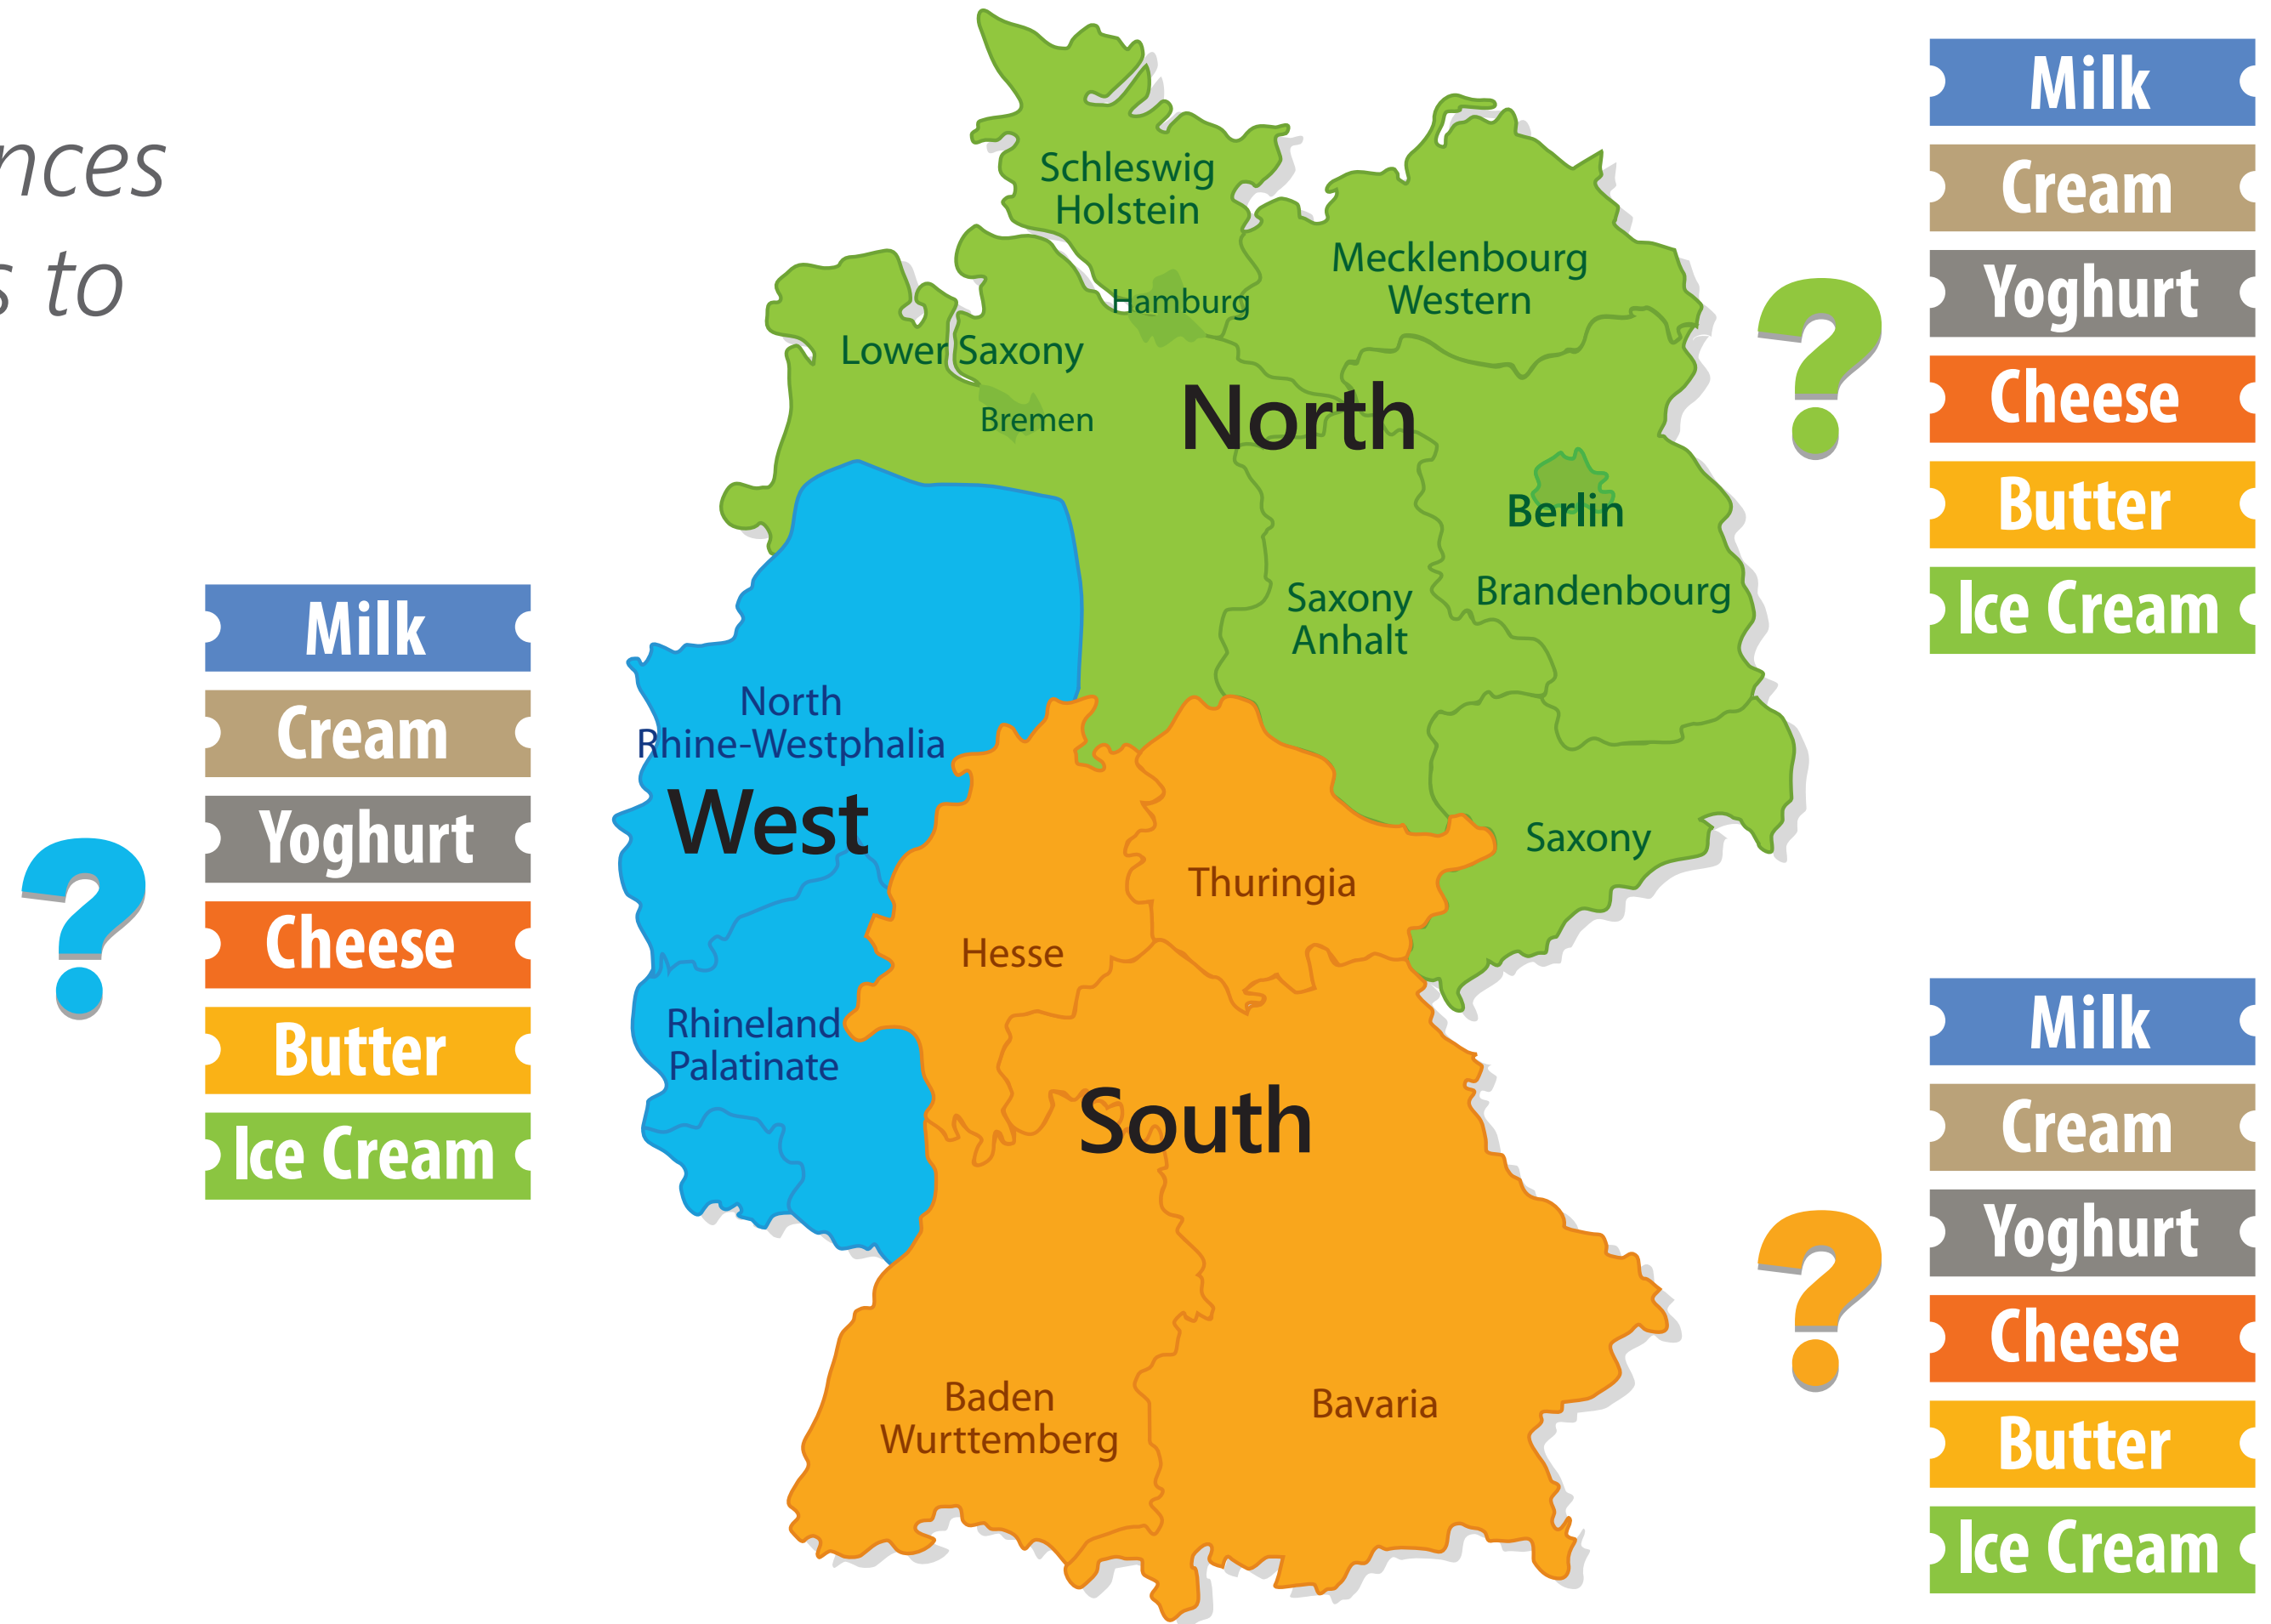 nces
s to
Schleswig
Holstein
Mecklenbourg
Western
Hamburg
Lower Saxony
Bremen
North
Berlin
Brandenbourg
Saxony
Anhalt
Saxony
North
Rhine-Westphalia
West
Rhineland
Palatinate
Thuringia
Hesse
South
Baden
Wurttemberg
Bavaria
?
Milk
Cream
Yoghurt
Cheese
Butter
Ice Cream
?
Milk
Cream
Yoghurt
Cheese
Butter
Ice Cream
?
Milk
Cream
Yoghurt
Cheese
Butter
Ice Cream